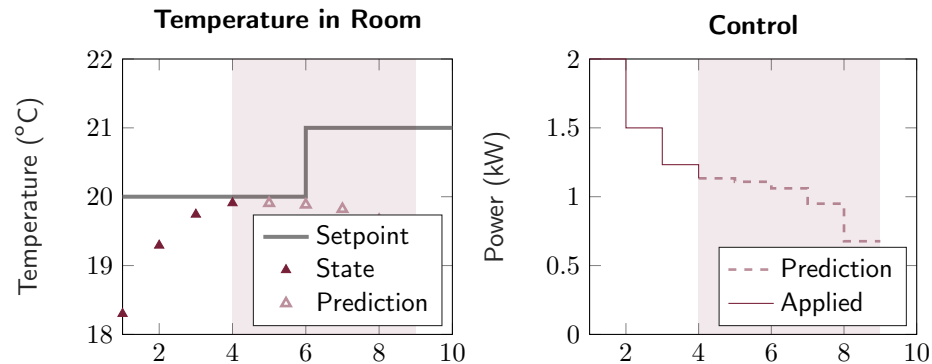 Temperature in Room
Temperature (°C)
22
21
20
19
18
2
4
6
8
10
Setpoint
State
Prediction
Control
Power (kW)
2
1.5
1
0.5
0
2
4
6
8
10
Prediction
Applied